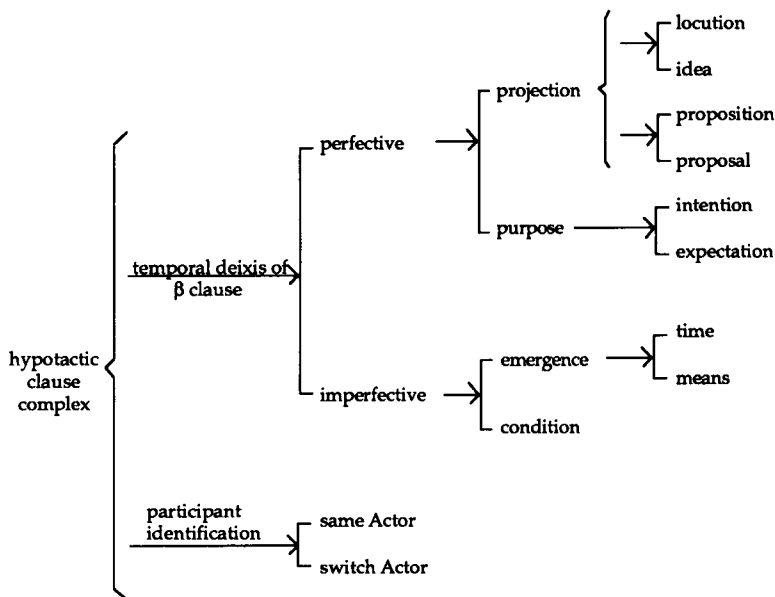 locution
idea
projection
proposition
proposal
perfective
purpose
intention
expectation
temporal deixis of
β clause
hypotactic
clause
complex
imperfective
emergence
time
means
condition
participant
identification
same Actor
switch Actor